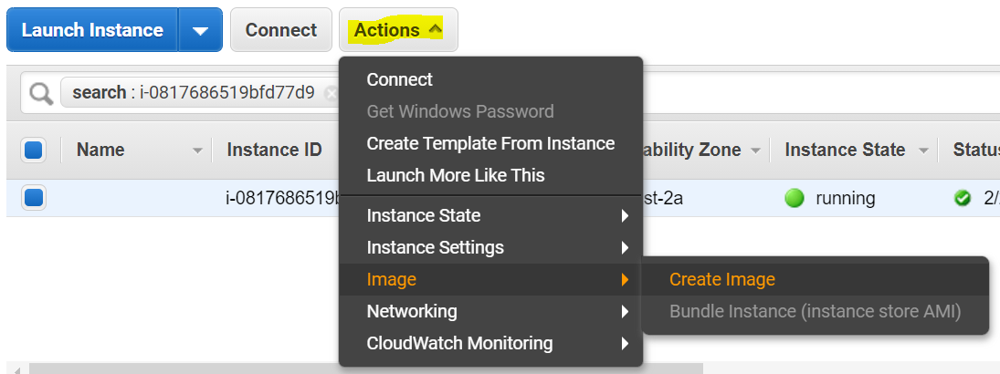 Launch Instance
Connect
Actions
search : i-0817686519bfd77d9
Name
Instance ID
ability Zone
Instance State
Status
i-0817686519b
st-2a
running
2/
Connect
Get Windows Password
Create Template From Instance
Launch More Like This
Instance State
Instance Settings
Image
Networking
CloudWatch Monitoring
Create Image
Bundle Instance (instance store AMI)